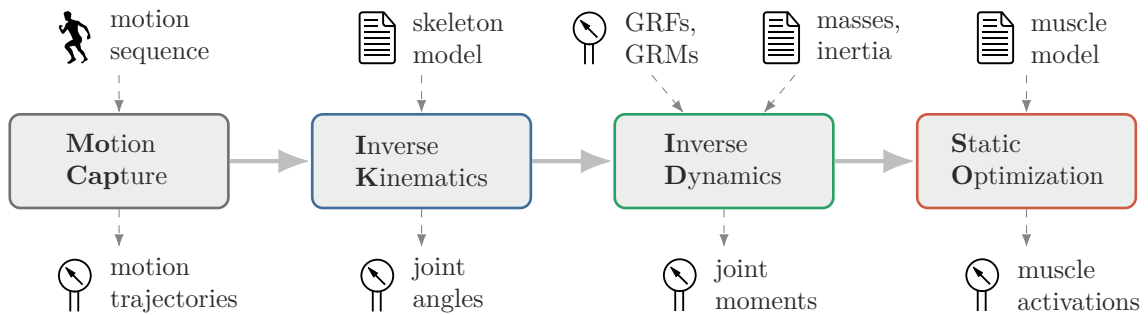 motion
sequence
skeleton
model
GRFs,
GRMs
masses,
inertia
muscle
model
Motion
Capture
Inverse
Kinematics
Inverse
Dynamics
Static
Optimization
motion
trajectories
joint
angles
joint
moments
muscle
activations